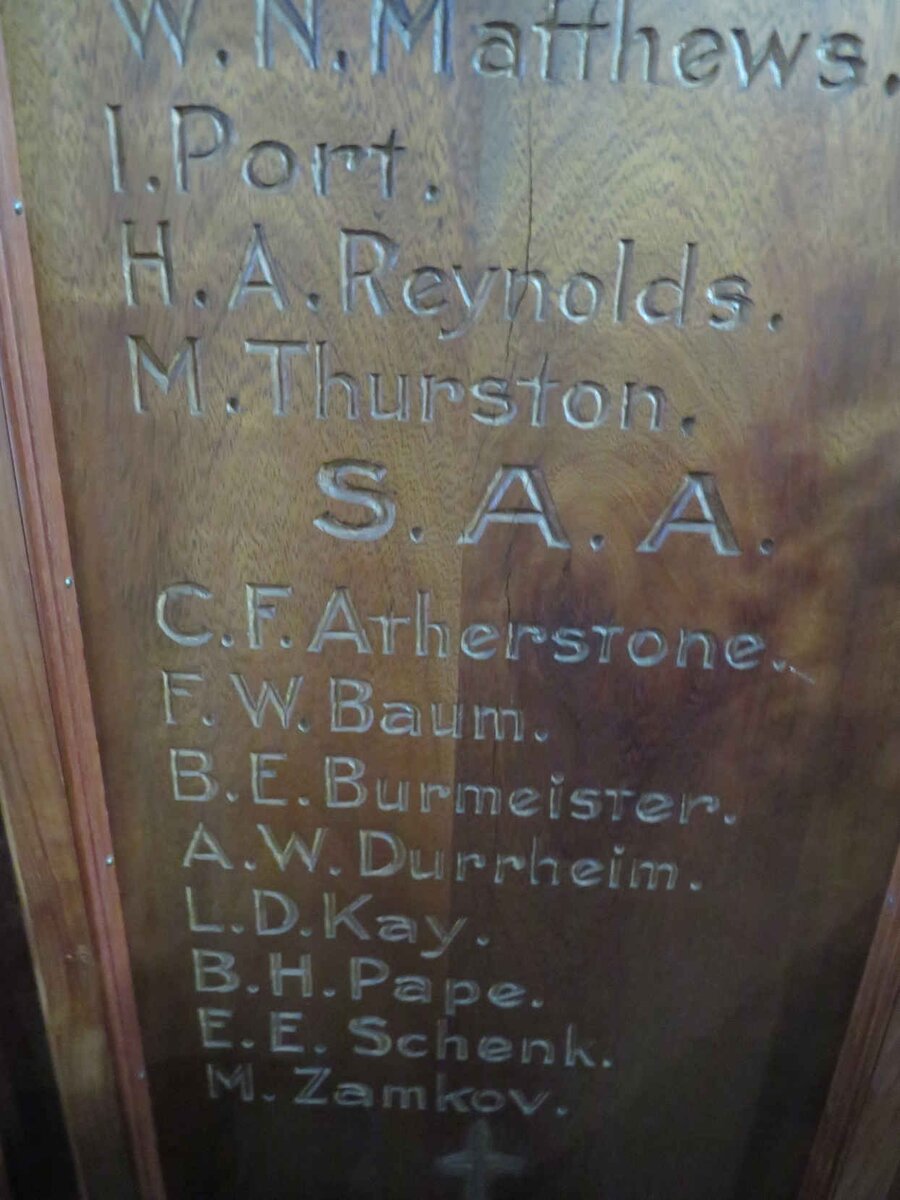 W.N.Matthews.
I.Port.
H.A.Reynolds.
M.Thurston.
S.A.A.
C.F.Atherstone.
F.W.Baum.
B.E.Burmeister.
A.W.Durrheim.
L.D.Kay.
B.H.Pape.
E.E.Schenk.
M.Zamkov.